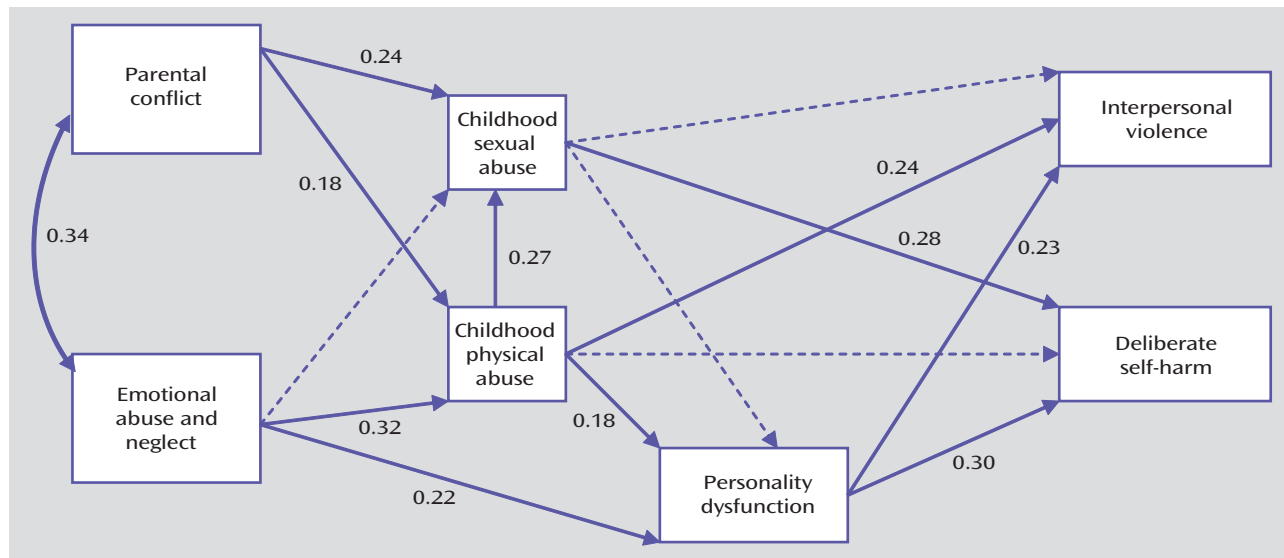 Parental
conflict
0.24
Childhood
sexual
abuse
Interpersonal
violence
0.18
0.24
0.34
0.27
0.28
0.23
Childhood
physical
abuse
Deliberate
self-harm
Emotional
abuse and
neglect
0.32
0.18
0.22
Personality
dysfunction
0.30